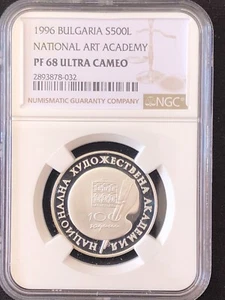 1996 BULGARIA S500L
NATIONAL ART ACADEMY
PF 68 ULTRA CAMEO
2893878-032
NUMISMATIC GUARANTY COMPANY
NGC
НАЦИОНАЛНА ХУДОЖЕСТВЕНА АКАДЕМИЯ
100